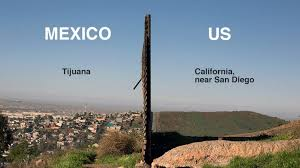 MEXICO
US
Tijuana
California,
near San Diego